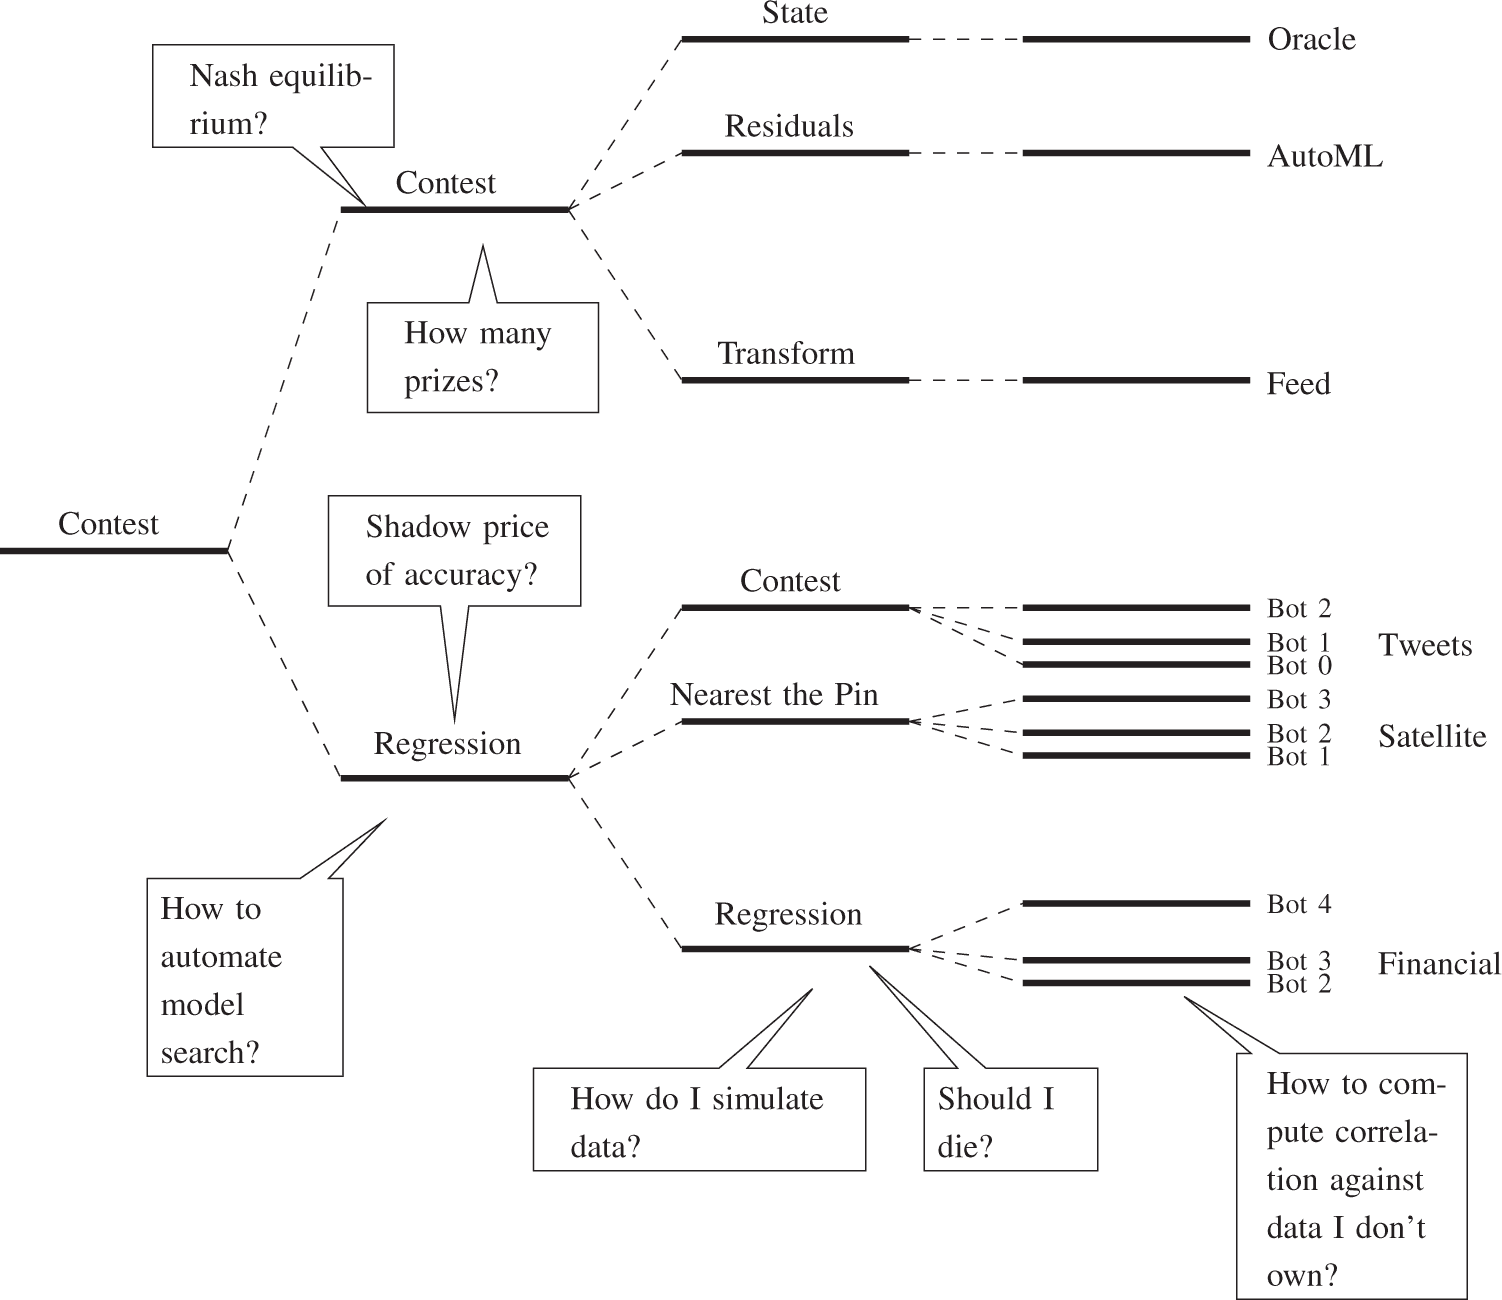 State
Oracle
Nash equilib-
rium?
Residuals
AutoML
Contest
How many
prizes?
Transform
Feed
Contest
Shadow price
of accuracy?
Contest
Bot 2
Bot 1
Bot 0
Tweets
Nearest the Pin
Bot 3
Bot 2
Bot 1
Satellite
Regression
How to
automate
model
search?
Regression
Bot 4
Bot 3
Bot 2
Financial
How do I simulate
data?
Should I
die?
How to com-
pute correla-
tion against
data I don't
own?